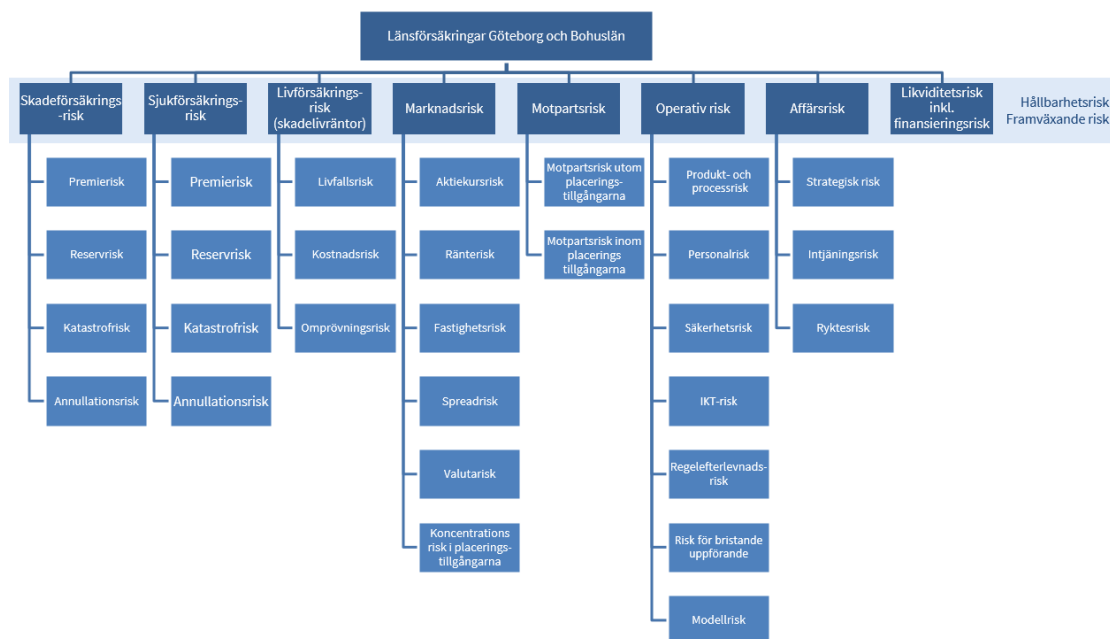 Länsförsäkringar Göteborg och Bohuslän
Skadeförsäkrings
-risk
Sjukförsäkrings-
risk
Livförsäkrings-
risk
(skadelivräntor)
Marknadsrisk
Motpartsrisk
Operativ risk
Affärsrisk
Likviditetsrisk
inkl.
finansieringsrisk
Hållbarhetsrisk
Framväxande risk
Premierisk
Reservrisk
Katastrofrisk
Annullationsrisk
Premierisk
Reservrisk
Katastrofrisk
Annullationsrisk
Livfallsrisk
Kostnadsrisk
Omprövningsrisk
Aktiekursrisk
Ränterisk
Fastighetsrisk
Spreadrisk
Valutarisk
Koncentrations
risk i placerings-
tillgångarna
Motpartsrisk utom
placerings-
tillgångarna
Motpartsrisk inom
placerings
tillgångarna
Produkt- och
processrisk
Personalrisk
Säkerhetsrisk
IKT-risk
Regelefterlevnads-
risk
Risk för bristande
uppförande
Modellrisk
Strategisk risk
Intjäningsrisk
Ryktesrisk